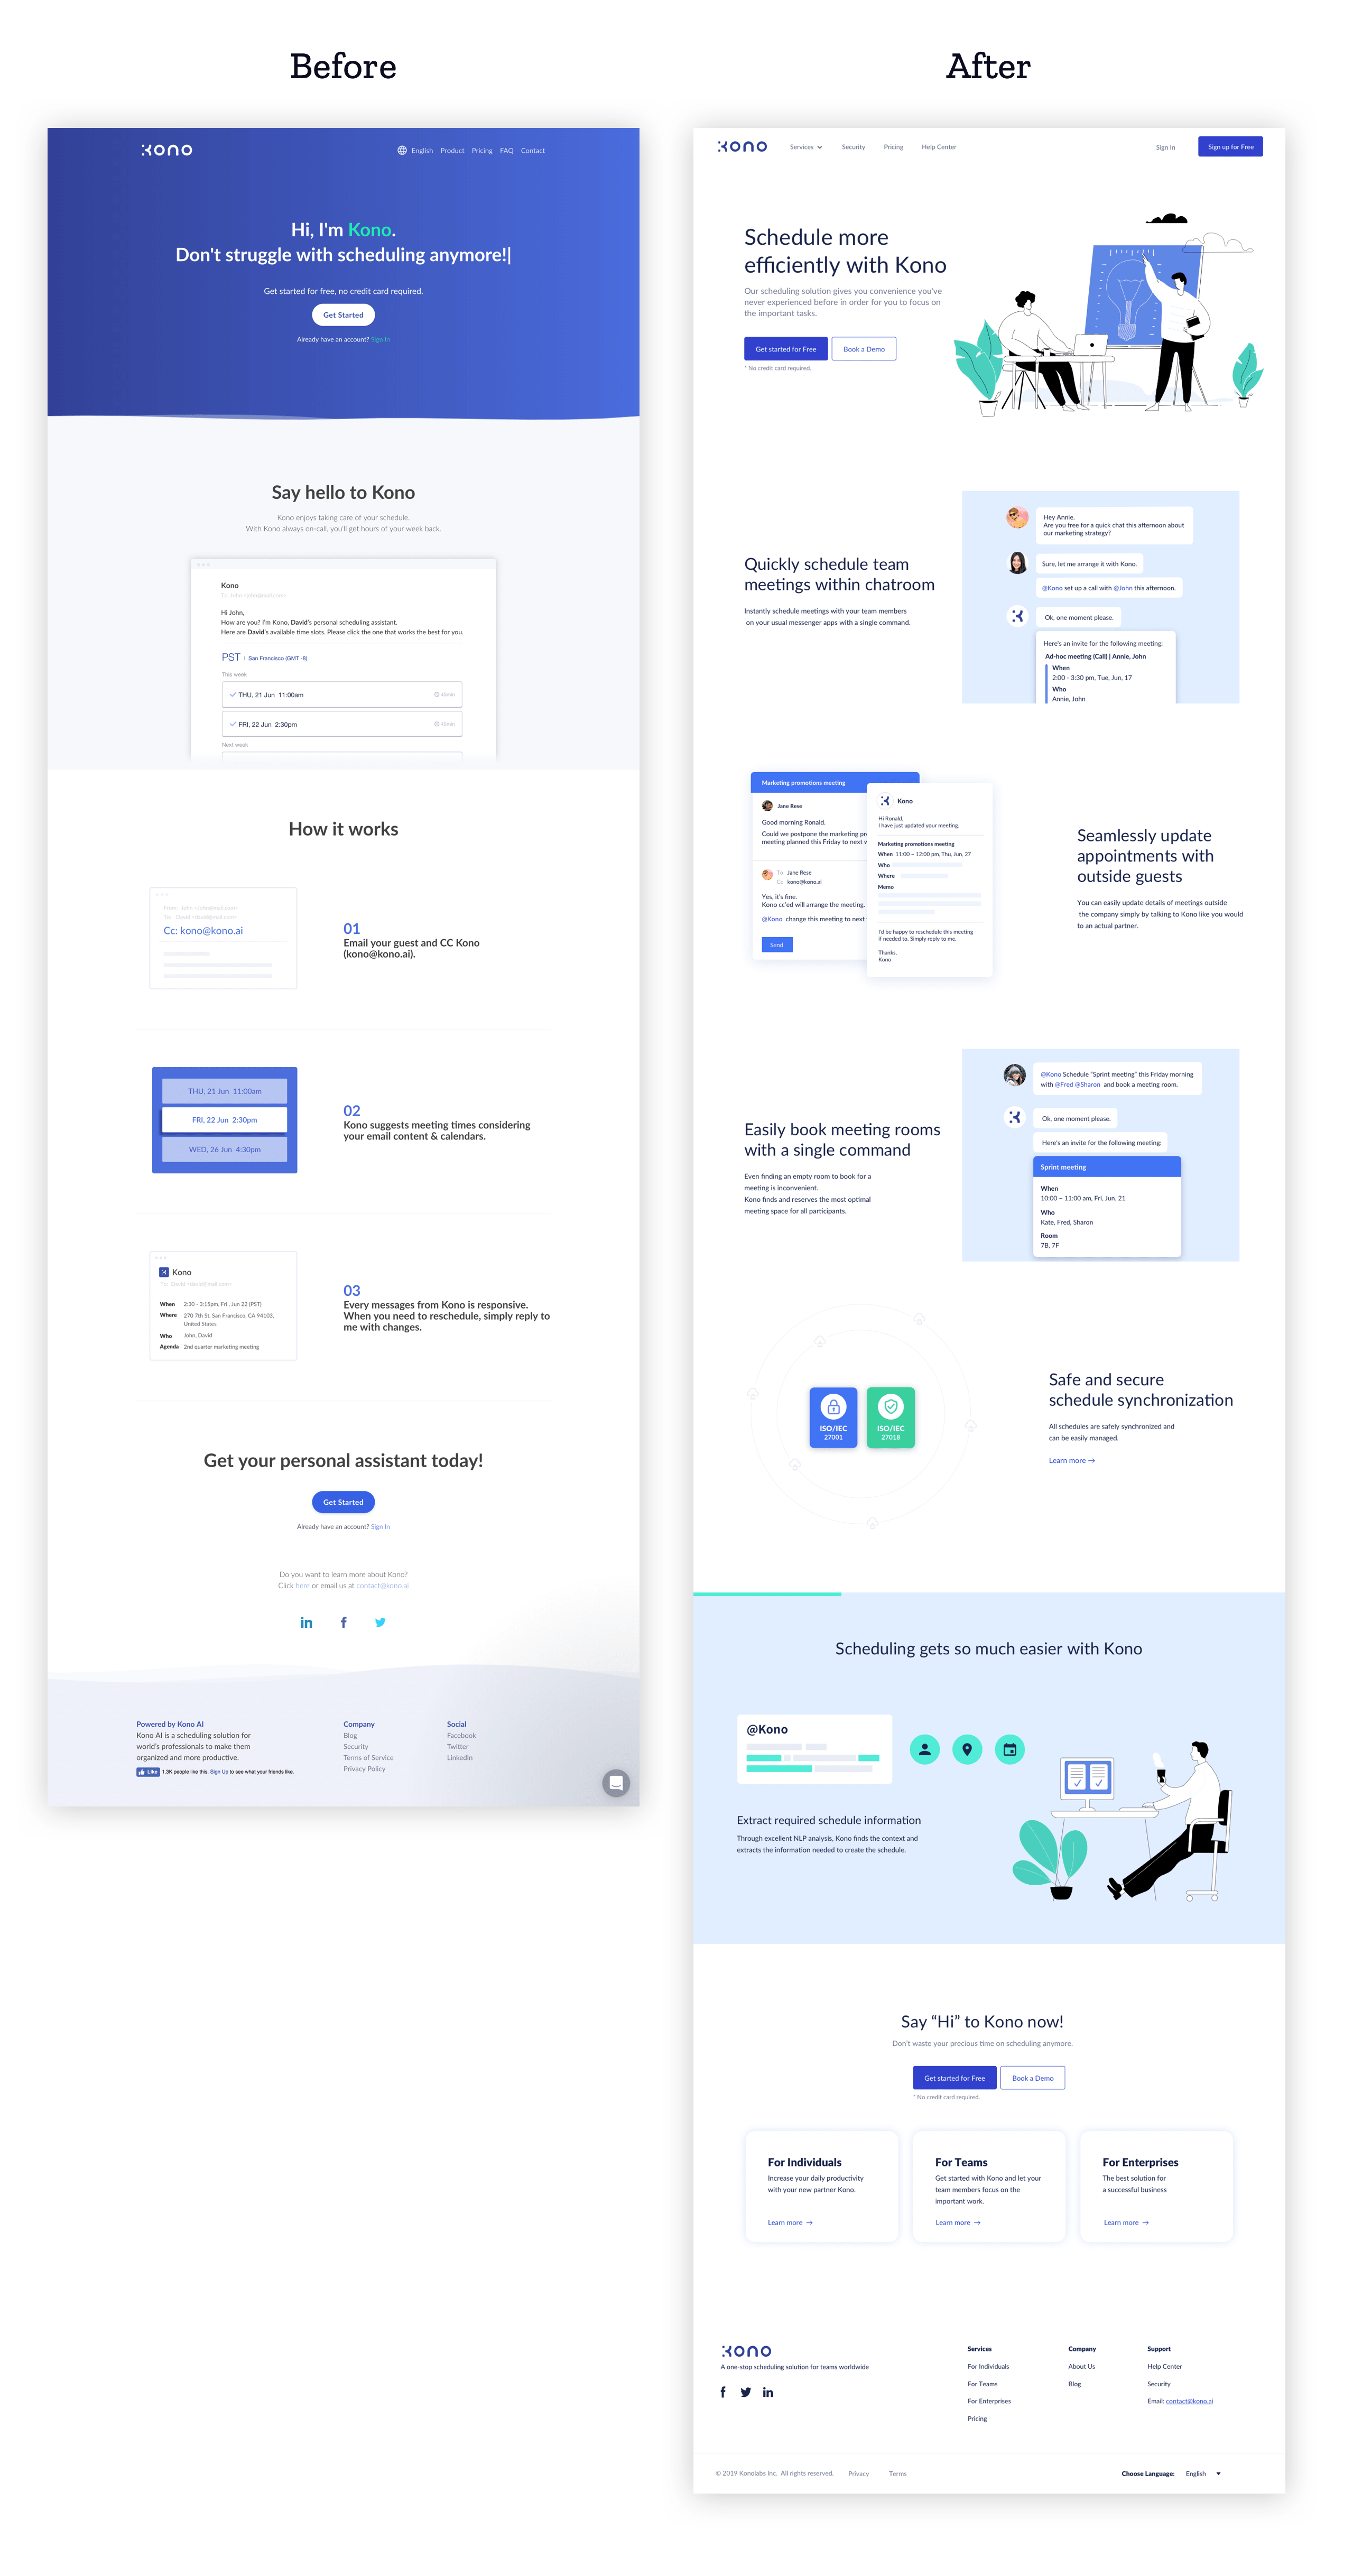 Before
After
KONO
English Product Pricing FAQ Contact
Hi, I'm Kono.
Don't struggle with scheduling anymore!|
Get started for free, no credit card required.
Get Started
Already have an account? Sign In
Say hello to Kono
Kono enjoys taking care of your schedule.
With Kono always on-call, you'll get hours of your week back.
Kono
To: John <john@mail.com>
Hi John,
How are you? I'm Kono, David's personal scheduling assistant.
Here are David's available time slots. Please click the one that works the best for you.
PST | San Francisco (GMT -8)
This week
THU, 21 Jun 11:00am
FRI, 22 Jun 2:30pm
Next week
How it works
From: John <john@mail.com>
To: David <david@mail.com>
Cc: kono@kono.ai
01
Email your guest and CC Kono
(kono@kono.ai).
THU, 21 Jun 11:00am
FRI, 22 Jun 2:30pm
WED, 26 Jun 4:30pm
02
Kono suggests meeting times considering
your email content & calendars.
Kono
To: David <david@mail.com>
When 2:30 - 3:15pm, Fri , Jun 22 (PST)
Where 270 7th St, San Francisco, CA 94103,
United States
Who John, David
Agenda 2nd quarter marketing meeting
03
Every messages from Kono is responsive.
When you need to reschedule, simply reply to
me with changes.
Get your personal assistant today!
Get Started
Already have an account? Sign In
Do you want to learn more about Kono?
Click here or email us at contact@kono.ai
in f
Powered by Kono AI
Kono AI is a scheduling solution for
world's professionals to make them
organized and more productive.
Like 1.3K people like this. Sign Up to see what your friends like.
Company
Blog
Security
Terms of Service
Privacy Policy
Social
Facebook
Twitter
LinkedIn
KONO
Services Security Pricing Help Center
Sign In
Sign up for Free
Schedule more
efficiently with Kono
Our scheduling solution gives you convenience you've
never experienced before in order for you to focus on
the important tasks.
Get started for Free
Book a Demo
* No credit card required.
Quickly schedule team
meetings within chatroom
Instantly schedule meetings with your team members
on your usual messenger apps with a single command.
Hey Annie.
Are you free for a quick chat this afternoon about
our marketing strategy?
Sure, let me arrange it with Kono.
@Kono set up a call with @John this afternoon.
Ok, one moment please.
Here's an invite for the following meeting:
Ad-hoc meeting (Call) | Annie, John
When
2:00 - 3:30 pm, Tue, Jun, 17
Who
Annie, John
Marketing promotions meeting
Jane Rese
Good morning Ronald.
Could we postpone the marketing pr
meeting planned this Friday to next w
To. Jane Rese
Cc. kono@kono.ai
Yes, it's fine.
Kono cc'ed will arrange the meeting.
@Kono change this meeting to next
Send
Kono
Hi Ronald,
I have just updated your meeting.
Marketing promotions meeting
When 11:00 – 12:00 pm, Thu, Jun, 27
Who
Where
Memo
I'd be happy to reschedule this meeting
if needed to. Simply reply to me.
Thanks,
Kono
Seamlessly update
appointments with
outside guests
You can easily update details of meetings outside
the company simply by talking to Kono like you would
to an actual partner.
Easily book meeting rooms
with a single command
Even finding an empty room to book for a
meeting is inconvenient.
Kono finds and reserves the most optimal
meeting space for all participants.
@Kono Schedule "Sprint meeting" this Friday morning
with @Fred @Sharon and book a meeting room.
Ok, one moment please.
Here's an invite for the following meeting:
Sprint meeting
When
10:00 – 11:00 am, Fri, Jun, 21
Who
Kate, Fred, Sharon
Room
7B, 7F
ISO/IEC
27001
ISO/IEC
27018
Safe and secure
schedule synchronization
All schedules are safely synchronized and
can be easily managed.
Learn more →
Scheduling gets so much easier with Kono
@Kono
Extract required schedule information
Through excellent NLP analysis, Kono finds the context and
extracts the information needed to create the schedule.
Say “Hi” to Kono now!
Don't waste your precious time on scheduling anymore.
Get started for Free
Book a Demo
* No credit card required.
For Individuals
Increase your daily productivity
with your new partner Kono.
Learn more →
For Teams
Get started with Kono and let your
team members focus on the
important work.
Learn more →
For Enterprises
The best solution for
a successful business
Learn more →
KONO
A one-stop scheduling solution for teams worldwide
f in
Services
For Individuals
For Teams
For Enterprises
Pricing
Company
About Us
Blog
Support
Help Center
Security
Email: contact@kono.ai
© 2019 Konolabs Inc. All rights reserved. Privacy Terms
Choose Language: English